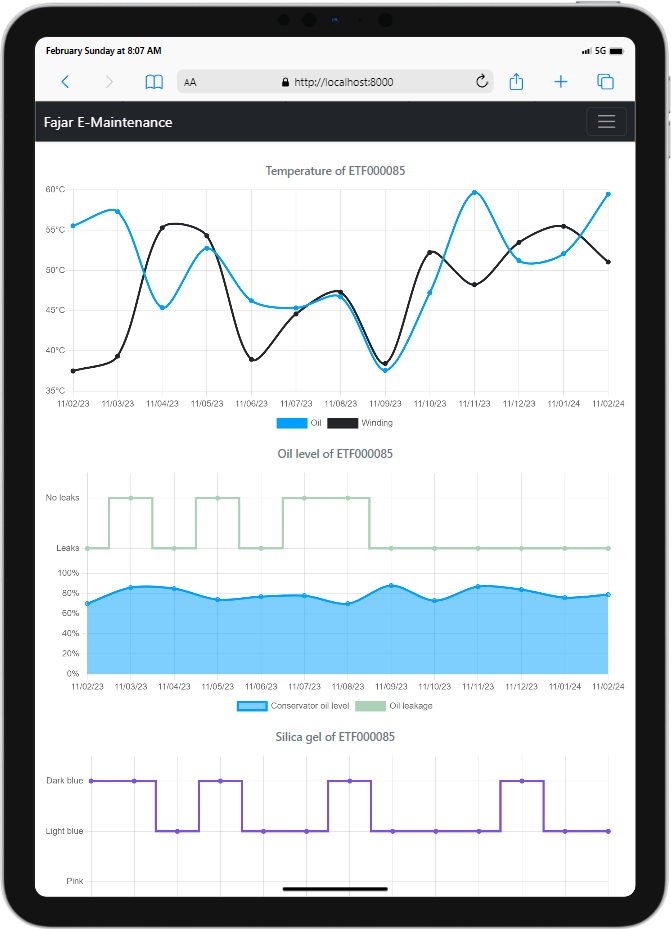 February Sunday at 8:07 AM
5G
AA http://localhost:8000
Fajar E-Maintenance
Temperature of ETF000085
60°C
55°C
50°C
45°C
40°C
35°C
11/02/23 11/03/23 11/04/23 11/05/23 11/06/23 11/07/23 11/08/23 11/09/23 11/10/23 11/11/23 11/12/23 11/01/24 11/02/24
Oil Winding
Oil level of ETF000085
No leaks
Leaks
100%
80%
60%
40%
20%
0%
11/02/23 11/03/23 11/04/23 11/05/23 11/06/23 11/07/23 11/08/23 11/09/23 11/10/23 11/11/23 11/12/23 11/01/24 11/02/24
Conservator oil level Oil leakage
Silica gel of ETF000085
Dark blue
Light blue
Pink